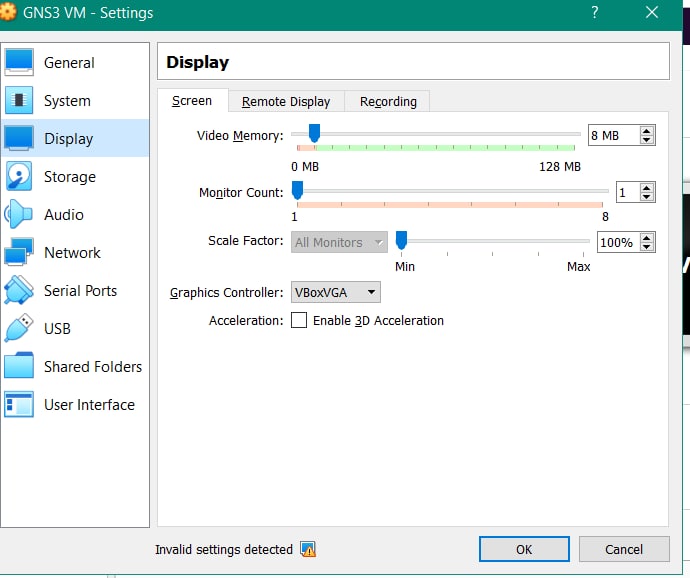 GNS3 VM - Settings
?
General
System
Display
Storage
Audio
Network
Serial Ports
USB
Shared Folders
User Interface
Display
Screen
Remote Display
Recording
Video Memory:
8 MB
0 MB
128 MB
Monitor Count:
1
1
8
Scale Factor:
All Monitors
100%
Min
Max
Graphics Controller:
VBoxVGA
Acceleration:
Enable 3D Acceleration
Invalid settings detected
OK
Cancel